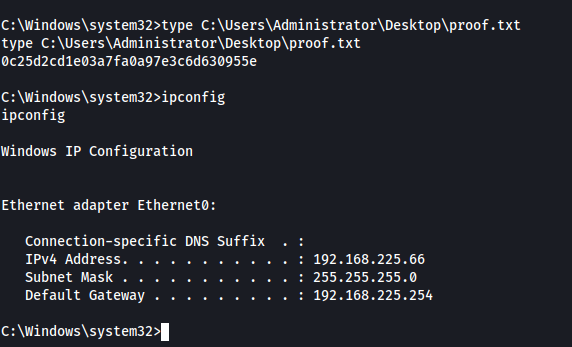 C:\Windows\system32>type C:\Users\Administrator\Desktop\proof.txt
type C:\Users\Administrator\Desktop\proof.txt
0c25d2cd1e03a7fa0a97e3c6d630955e
C:\Windows\system32>ipconfig
ipconfig
Windows IP Configuration
Ethernet adapter Ethernet0:
Connection-specific DNS Suffix  . :
IPv4 Address. . . . . . . . . . . : 192.168.225.66
Subnet Mask . . . . . . . . . . . : 255.255.255.0
Default Gateway . . . . . . . . . : 192.168.225.254
C:\Windows\system32>